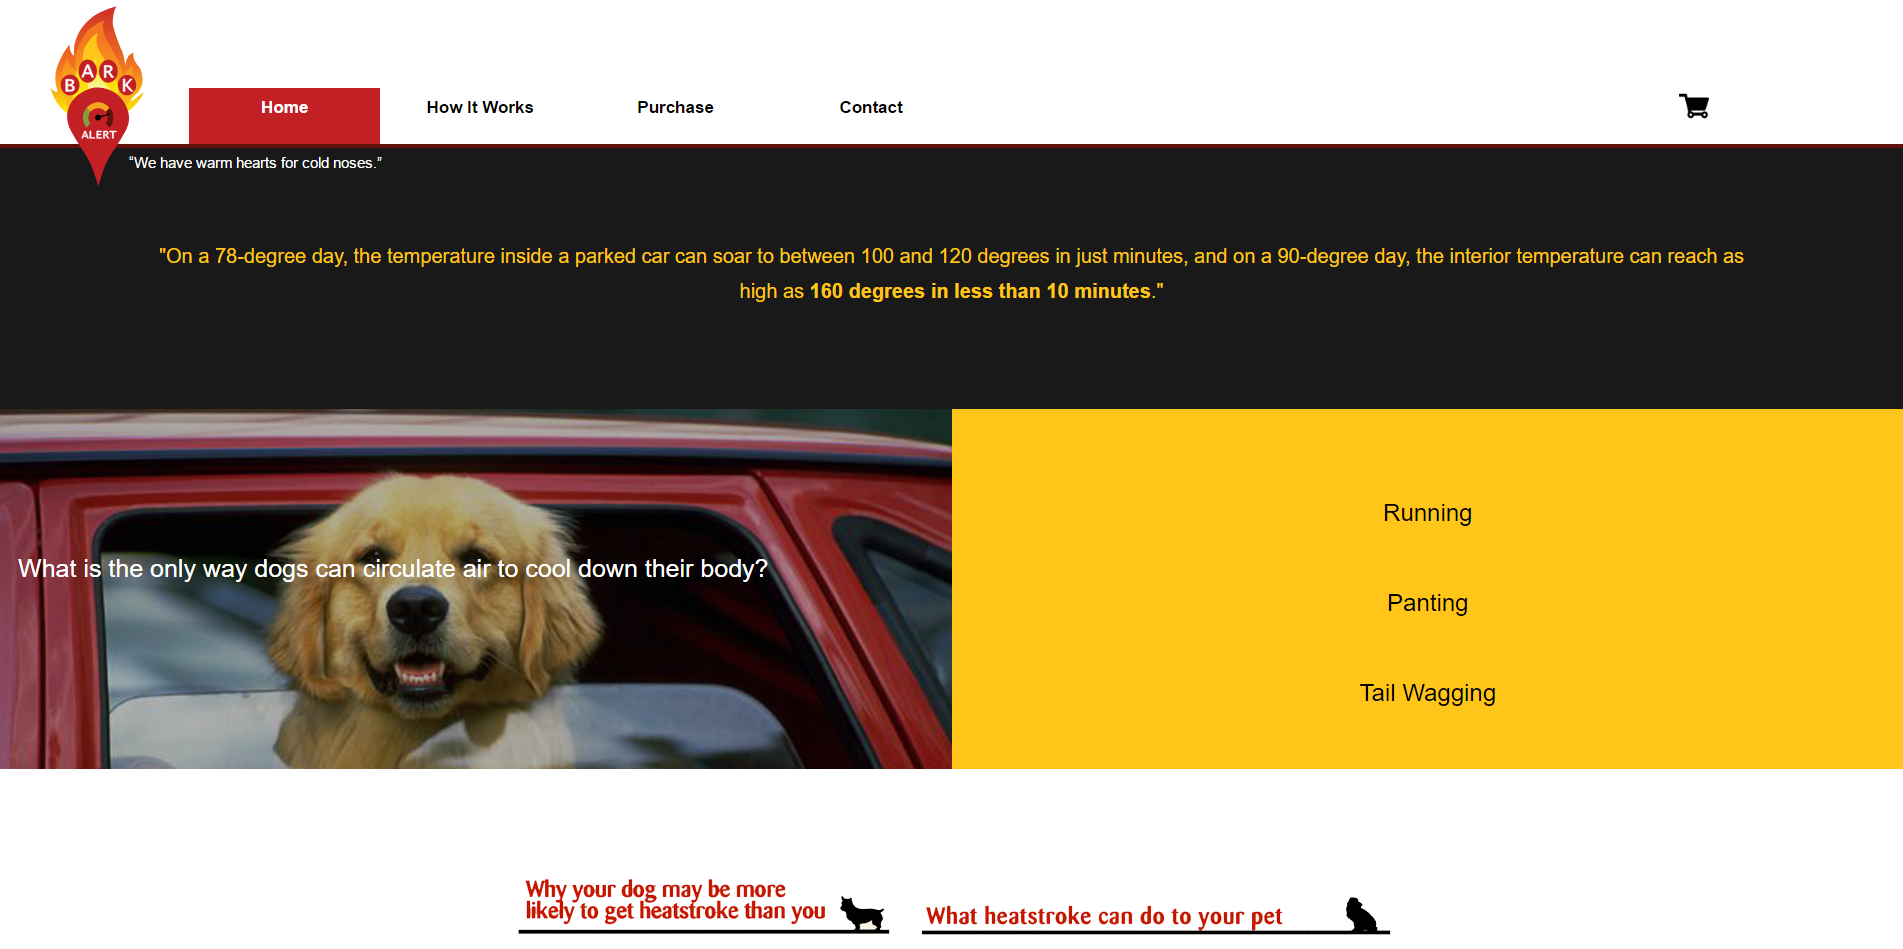 BARK
ALERT
Home
How It Works
Purchase
Contact
“We have warm hearts for cold noses.”
"On a 78-degree day, the temperature inside a parked car can soar to between 100 and 120 degrees in just minutes, and on a 90-degree day, the interior temperature can reach as
high as 160 degrees in less than 10 minutes."
What is the only way dogs can circulate air to cool down their body?
Running
Panting
Tail Wagging
Why your dog may be more
likely to get heatstroke than you
What heatstroke can do to your pet